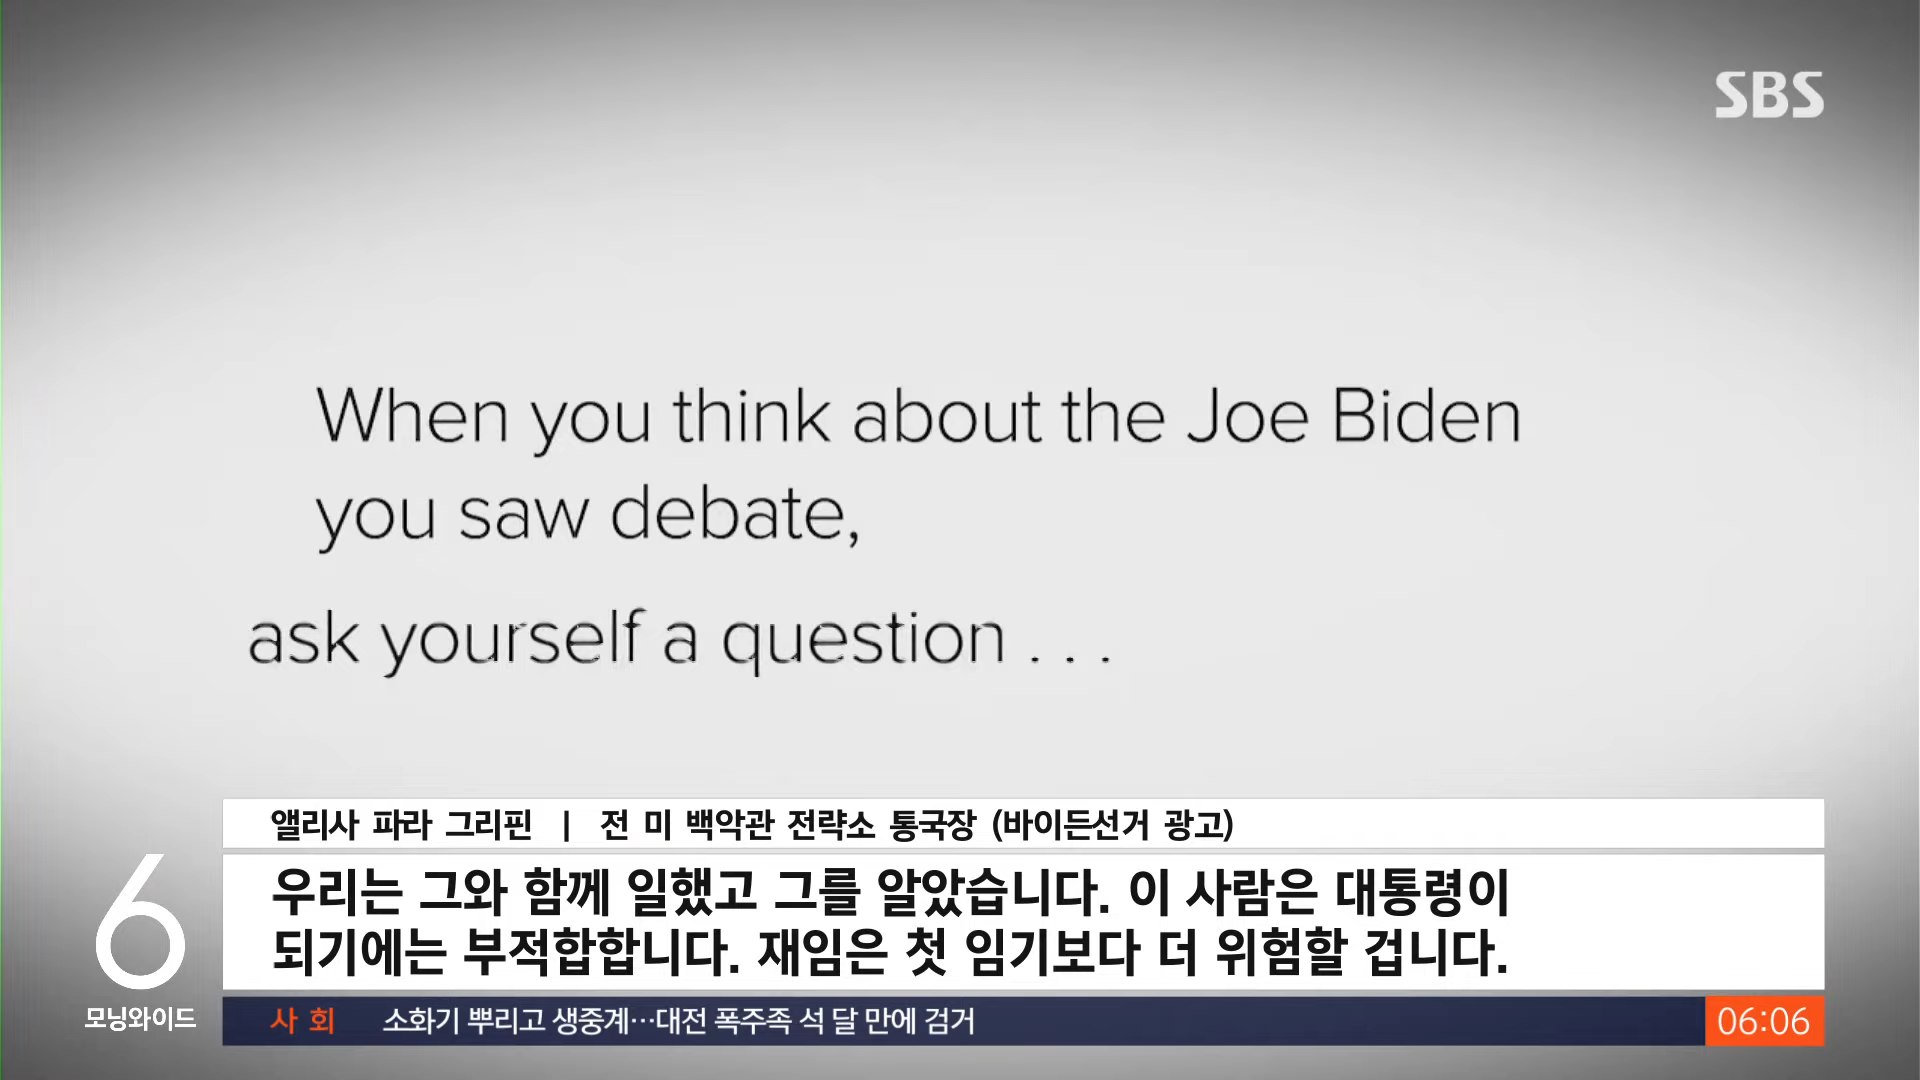 SBS
When you think about the Joe Biden
you saw debate,
ask yourself a question . . .
앨리사 파라 그리핀 | 전 미 백악관 전략소 통국장 (바이든선거 광고)
우리는 그와 함께 일했고 그를 알았습니다. 이 사람은 대통령이
되기에는 부적합합니다. 재임은 첫 임기보다 더 위험할 겁니다.
6
모닝와이드
사 회 소화기 뿌리고 생중계…대전 폭주족 석 달 만에 검거
06:06